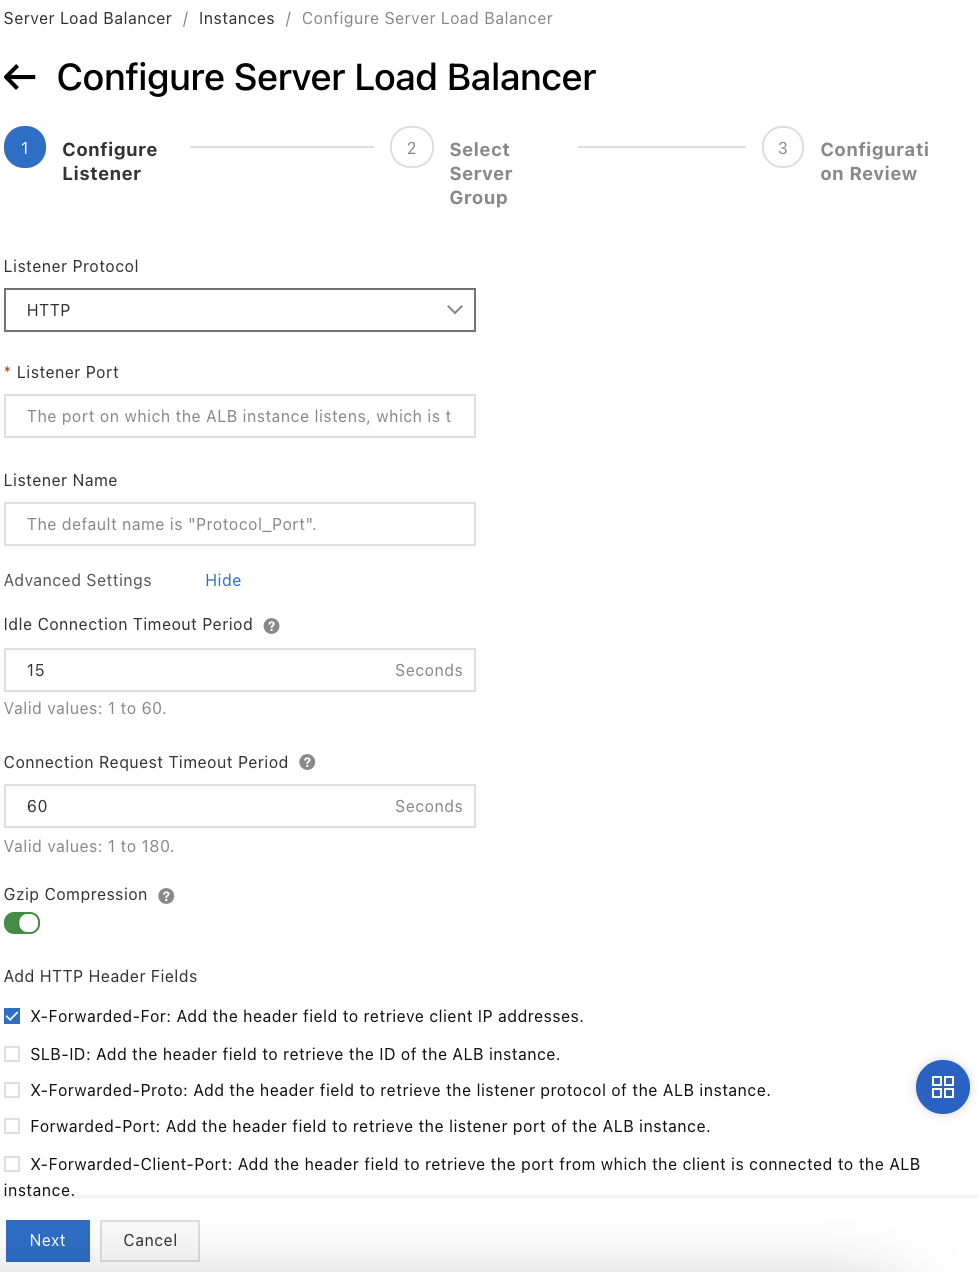 Server Load Balancer / Instances / Configure Server Load Balancer
Configure Server Load Balancer
1
Configure
Listener
2
Select
Server
Group
3
Configurati
on Review
Listener Protocol
HTTP
* Listener Port
The port on which the ALB instance listens, which is t
Listener Name
The default name is "Protocol_Port".
Advanced Settings Hide
Idle Connection Timeout Period ?
15 Seconds
Valid values: 1 to 60.
Connection Request Timeout Period ?
60 Seconds
Valid values: 1 to 180.
Gzip Compression ?
Add HTTP Header Fields
X-Forwarded-For: Add the header field to retrieve client IP addresses.
SLB-ID: Add the header field to retrieve the ID of the ALB instance.
X-Forwarded-Proto: Add the header field to retrieve the listener protocol of the ALB instance.
Forwarded-Port: Add the header field to retrieve the listener port of the ALB instance.
X-Forwarded-Client-Port: Add the header field to retrieve the port from which the client is connected to the ALB
instance.
Next Cancel